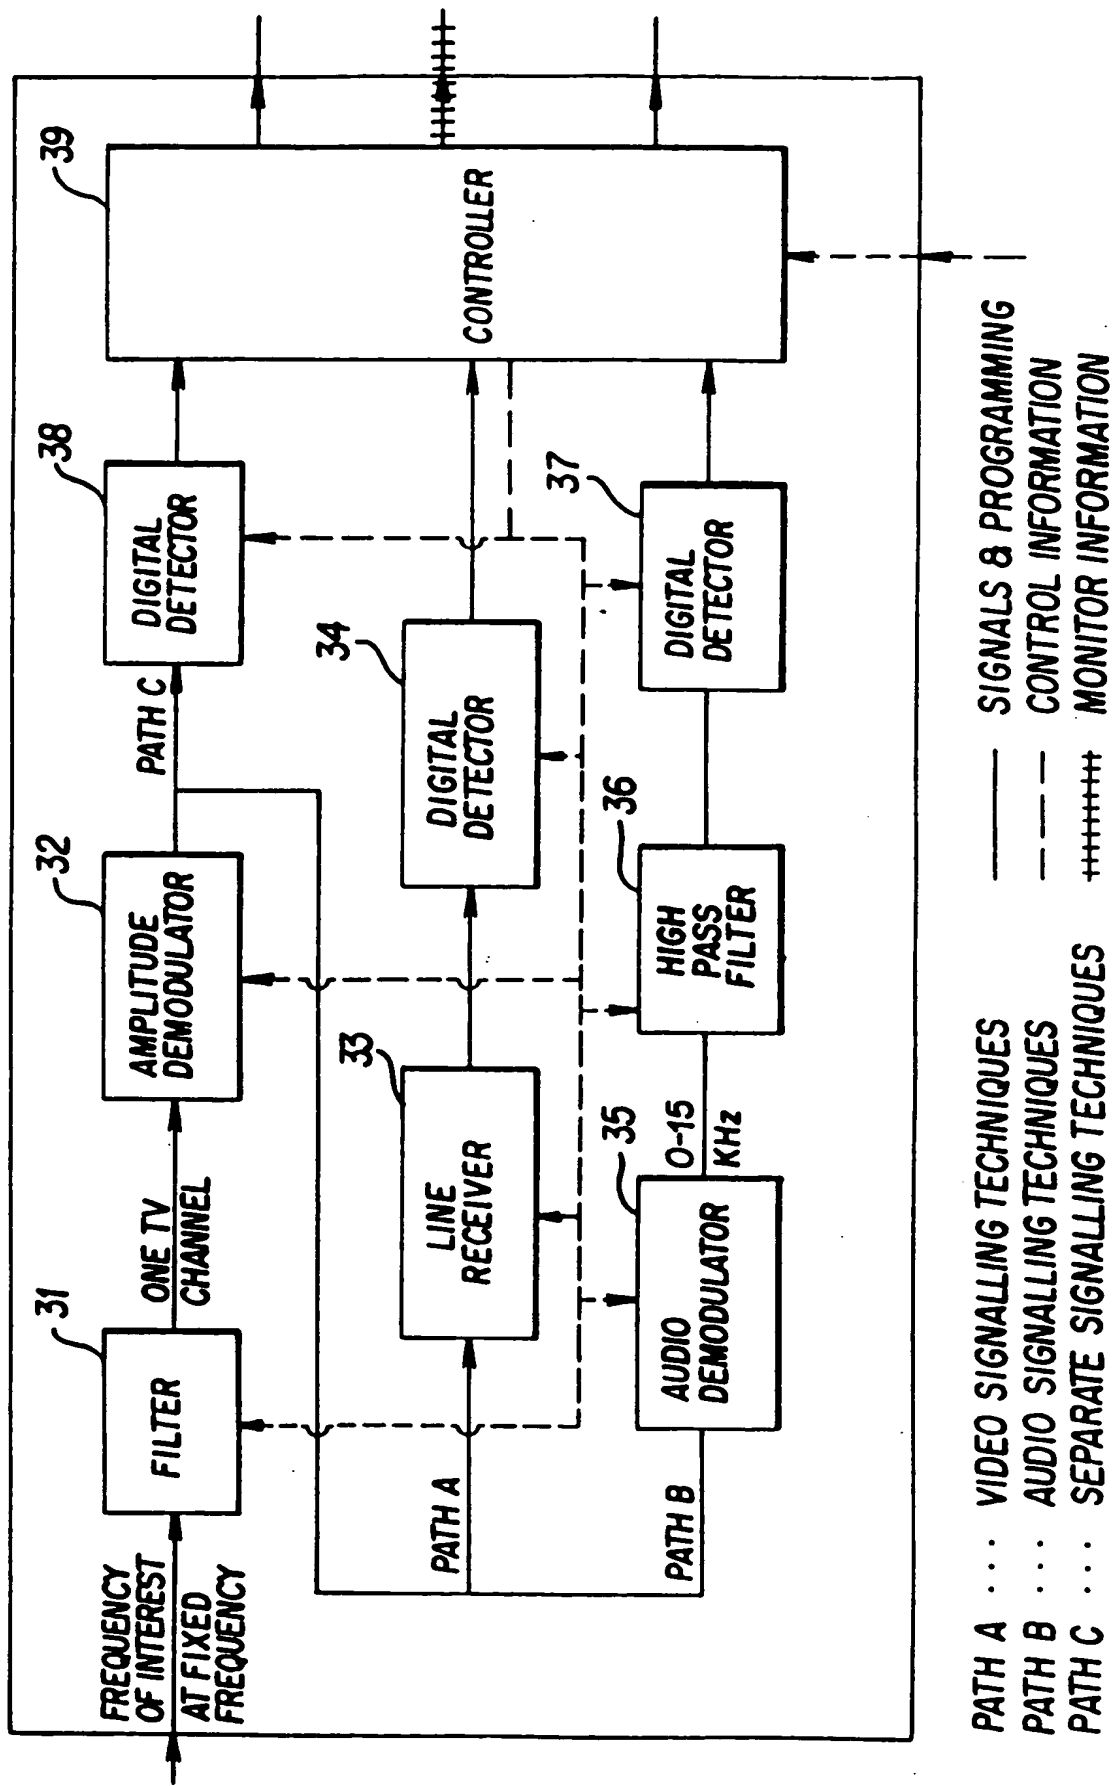 FREQUENCY
OF INTEREST
AT FIXED
FREQUENCY
31
FILTER
ONE TV
CHANNEL
32
AMPLITUDE
DEMODULATOR
PATH C
38
DIGITAL
DETECTOR
39
CONTROLLER
PATH A
33
LINE
RECEIVER
34
DIGITAL
DETECTOR
PATH B
35
AUDIO
DEMODULATOR
0-15
KHz
36
HIGH
PASS
FILTER
37
DIGITAL
DETECTOR
PATH A ... VIDEO SIGNALLING TECHNIQUES
PATH B ... AUDIO SIGNALLING TECHNIQUES
PATH C ... SEPARATE SIGNALLING TECHNIQUES
SIGNALS & PROGRAMMING
CONTROL INFORMATION
MONITOR INFORMATION